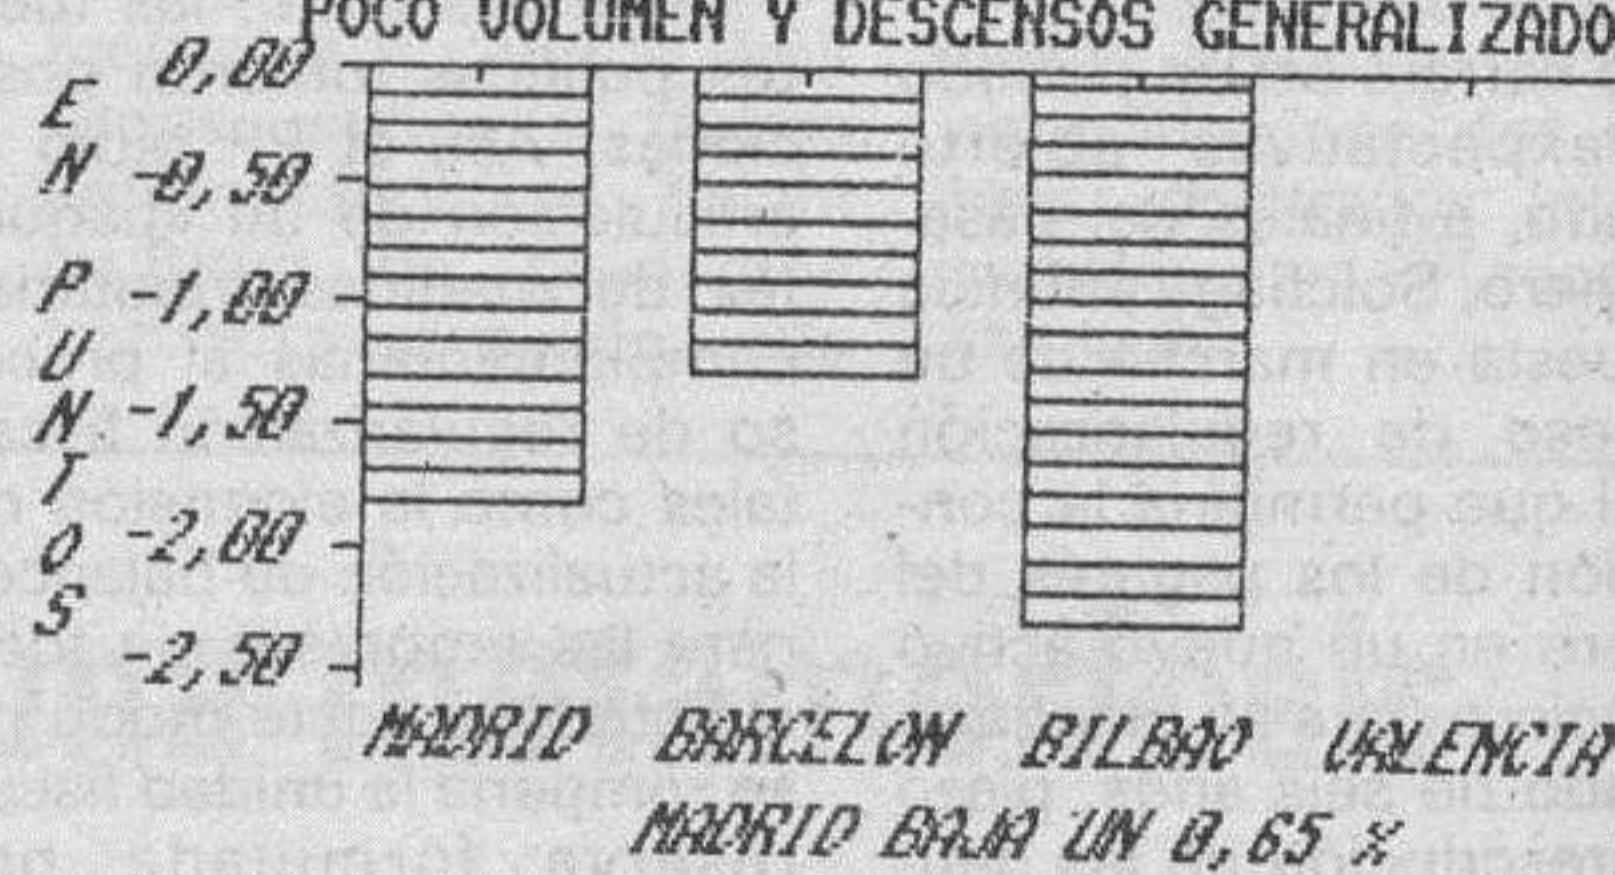 POCO VOLUMEN Y DESCENSOS GENERALIZADO
EN PUNTOS
0,00
-0,50
-1,00
-1,50
-2,00
-2,50
MADRID BARCELON BILBAO VALENCIA
MADRID BAJA UN 0,65 %